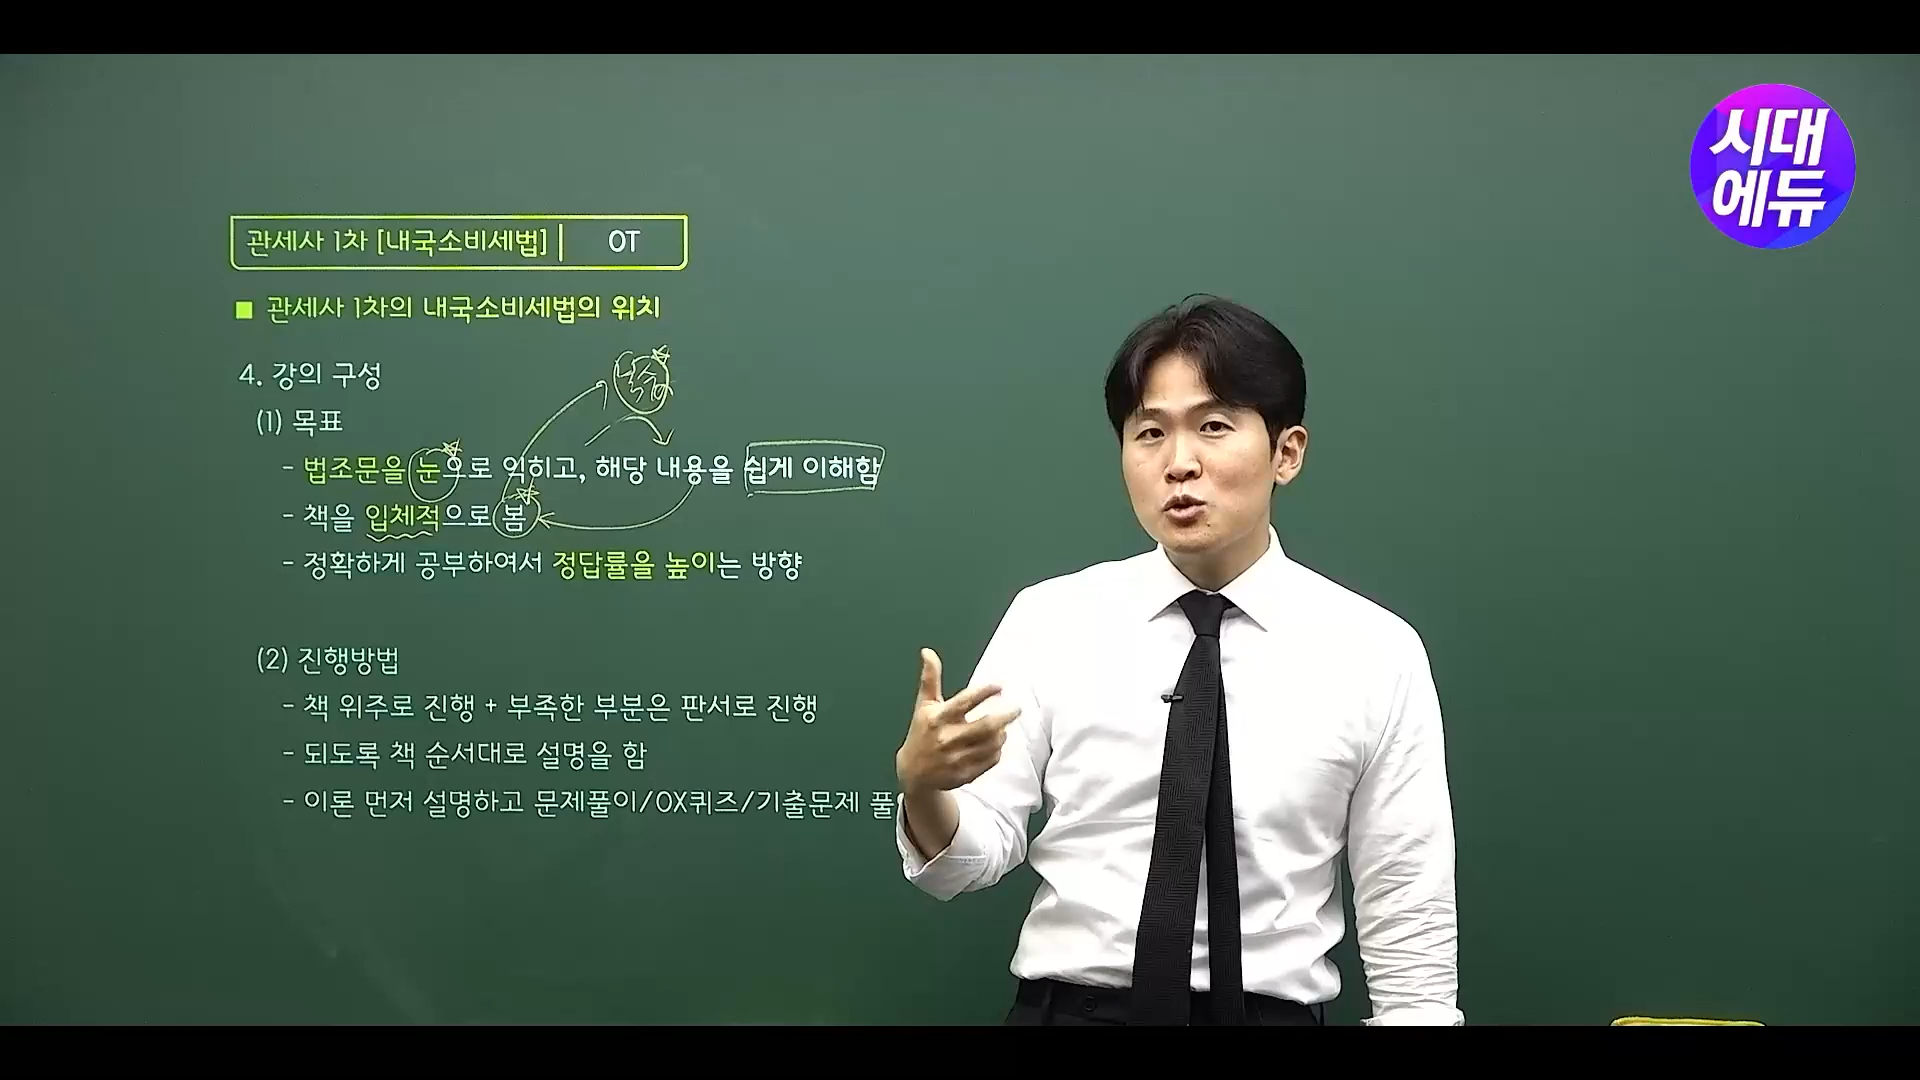 시대
에듀
관세사 1차 [내국소비세법] | OT
■ 관세사 1차의 내국소비세법의 위치
4. 강의 구성
(1) 목표
- 법조문을 눈으로 익히고, 해당 내용을 쉽게 이해함
- 책을 입체적으로 봄
- 정확하게 공부하여서 정답률을 높이는 방향
(2) 진행방법
- 책 위주로 진행 + 부족한 부분은 판서로 진행
- 되도록 책 순서대로 설명을 함
- 이론 먼저 설명하고 문제풀이/OX퀴즈/기출문제 풀